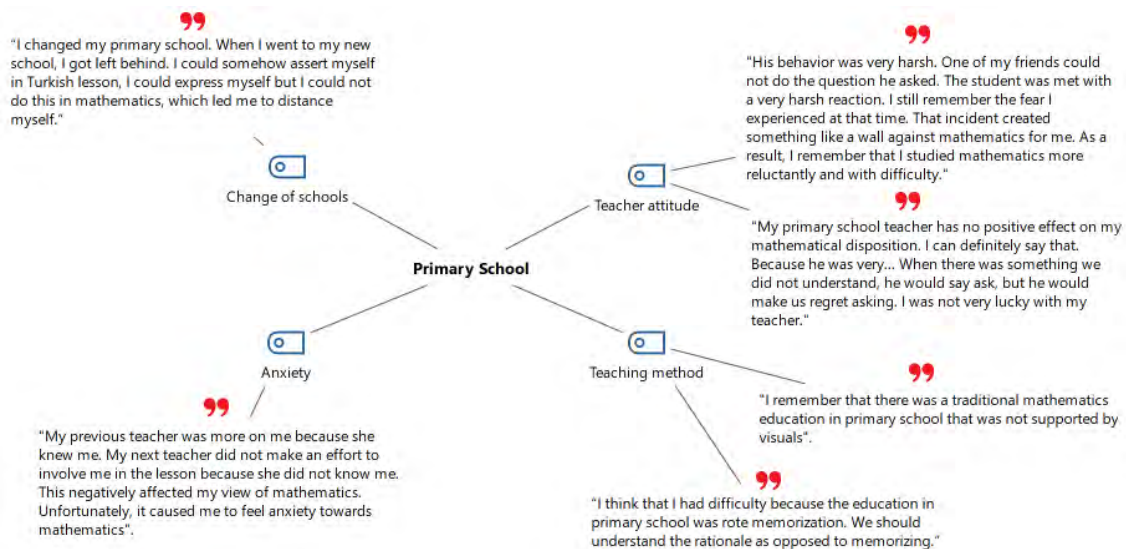 "I changed my primary school. When I went to my new
school, I got left behind. I could somehow assert myself
in Turkish lesson, I could express myself but I could not
do this in mathematics, which led me to distance
myself."
Change of schools
"His behavior was very harsh. One of my friends could
not do the question he asked. The student was met with
a very harsh reaction. I still remember the fear I
experienced at that time. That incident created
something like a wall against mathematics for me. As a
result, I remember that I studied mathematics more
reluctantly and with difficulty."
Teacher attitude
"My primary school teacher has no positive effect on my
mathematical disposition. I can definitely say that.
Because he was very... When there was something we
did not understand, he would say ask, but he would
make us regret asking. I was not very lucky with my
teacher."
Primary School
Anxiety
"My previous teacher was more on me because she
knew me. My next teacher did not make an effort to
involve me in the lesson because she did not know me.
This negatively affected my view of mathematics.
Unfortunately, it caused me to feel anxiety towards
mathematics".
Teaching method
"I remember that there was a traditional mathematics
education in primary school that was not supported by
visuals".
"I think that I had difficulty because the education in
primary school was rote memorization. We should
understand the rationale as opposed to memorizing."